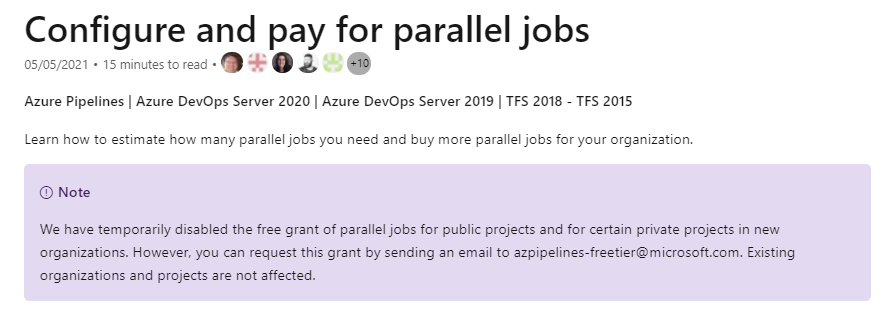 Configure and pay for parallel jobs
05/05/2021 • 15 minutes to read • +10
Azure Pipelines | Azure DevOps Server 2020 | Azure DevOps Server 2019 | TFS 2018 - TFS 2015
Learn how to estimate how many parallel jobs you need and buy more parallel jobs for your organization.
Note
We have temporarily disabled the free grant of parallel jobs for public projects and for certain private projects in new
organizations. However, you can request this grant by sending an email to azpipelines-freetier@microsoft.com. Existing
organizations and projects are not affected.